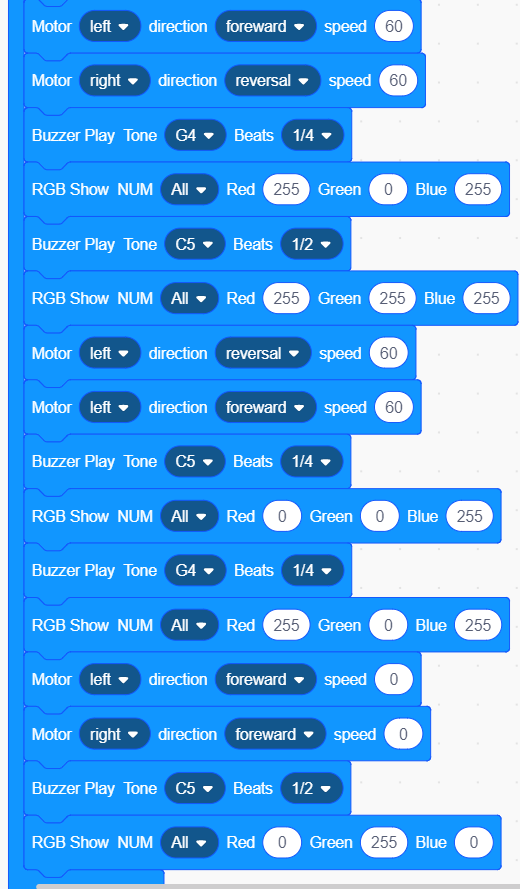 Motor left direction foreward speed 60
Motor right direction reversal speed 60
Buzzer Play Tone G4 Beats 1/4
RGB Show NUM All Red 255 Green 0 Blue 255
Buzzer Play Tone C5 Beats 1/2
RGB Show NUM All Red 255 Green 255 Blue 255
Motor left direction reversal speed 60
Motor left direction foreward speed 60
Buzzer Play Tone C5 Beats 1/4
RGB Show NUM All Red 0 Green 0 Blue 255
Buzzer Play Tone G4 Beats 1/4
RGB Show NUM All Red 255 Green 0 Blue 255
Motor left direction foreward speed 0
Motor right direction foreward speed 0
Buzzer Play Tone C5 Beats 1/2
RGB Show NUM All Red 0 Green 255 Blue 0